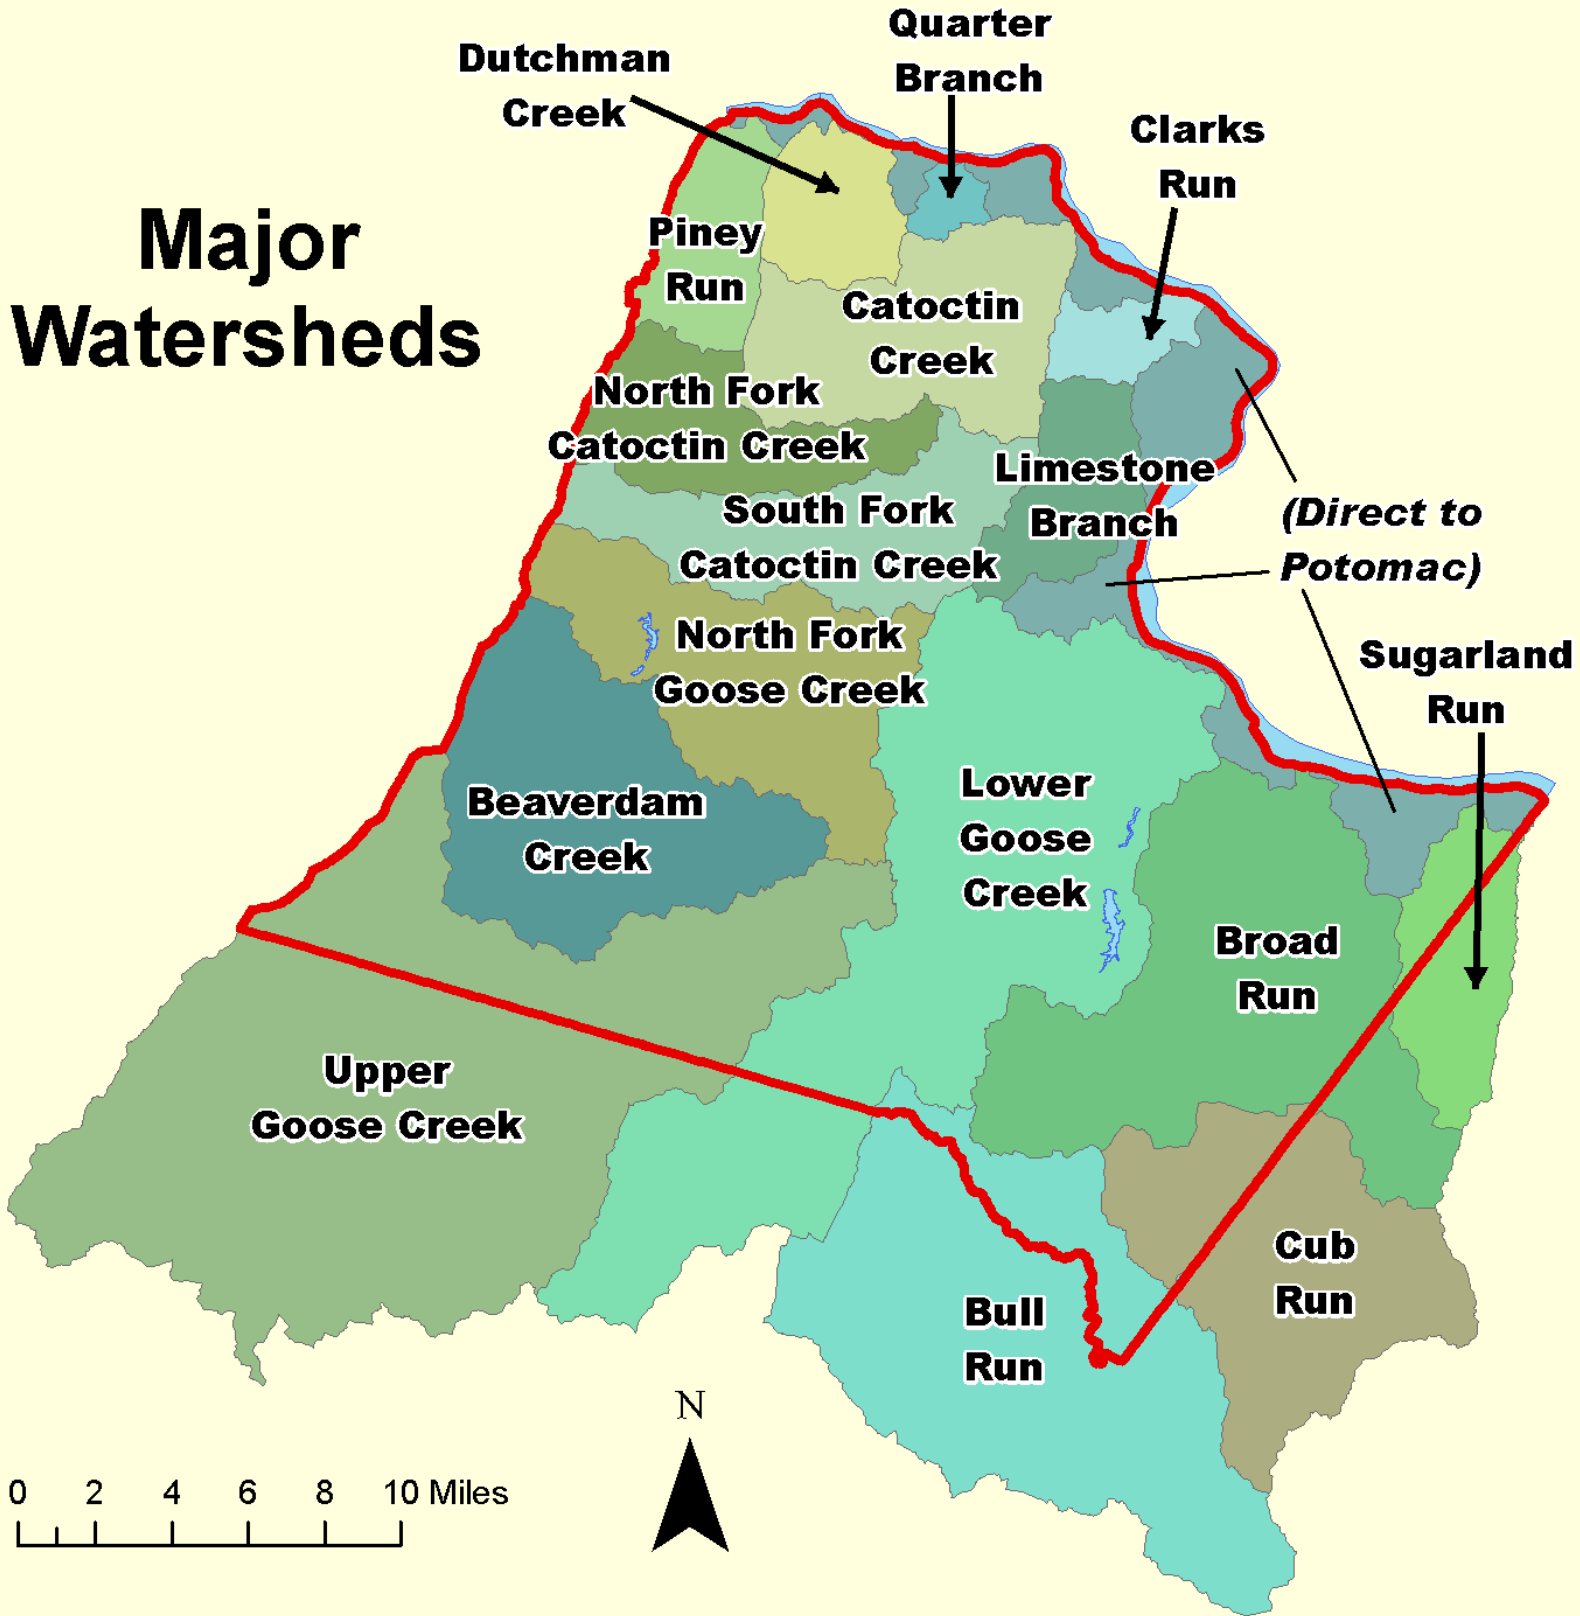 Quarter
Branch
Dutchman
Creek
Clarks
Run
Major
Watersheds
Piney
Run
Catoctin
Creek
North Fork
Catoctin Creek
Limestone
Branch
South Fork
Catoctin Creek
(Direct to
Potomac)
North Fork
Goose Creek
Sugarland
Run
Beaverdam
Creek
Lower
Goose
Creek
Broad
Run
Upper
Goose Creek
Cub
Run
Bull
Run
N
0 2 4 6 8 10 Miles